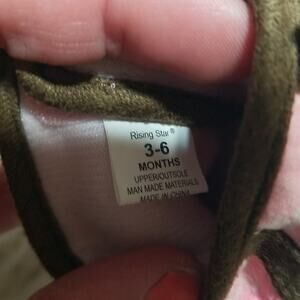 Rising Star®
3-6
MONTHS
UPPER/OUTSOLE
MAN MADE MATERIALS
MADE IN CHINA